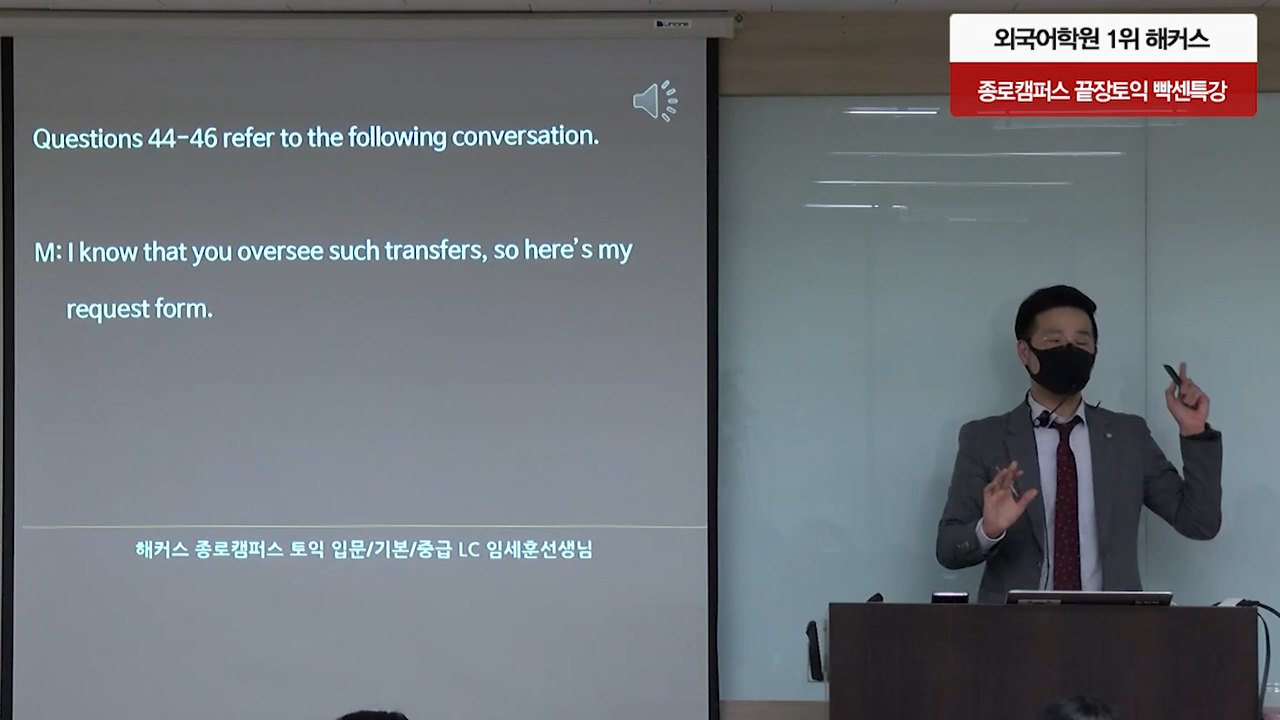 외국어학원 1위 해커스
종로캠퍼스 끝장토익 빡센특강
Questions 44-46 refer to the following conversation.
M: I know that you oversee such transfers, so here's my
request form.
해커스 종로캠퍼스 토익 입문/기본/중급 LC 임세훈선생님